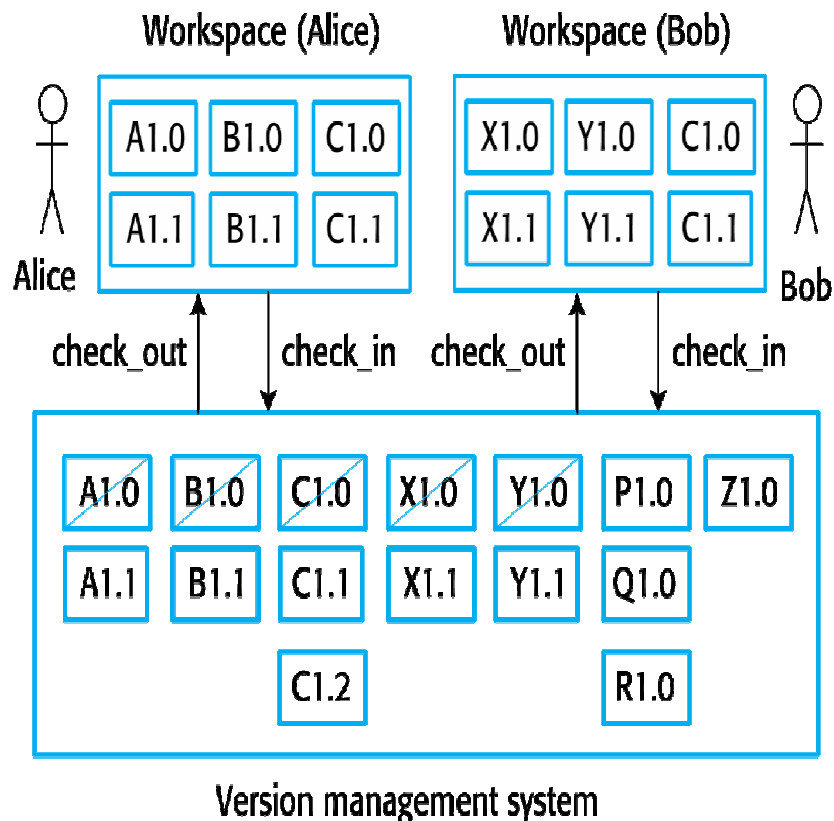 Workspace (Alice) Workspace (Bob)
A1.0 B1.0 C1.0 X1.0 Y1.0 C1.0
A1.1 B1.1 C1.1 X1.1 Y1.1 C1.1
Alice Bob
check_out check_in check_out check_in
A1.0 B1.0 C1.0 X1.0 Y1.0 P1.0 Z1.0
A1.1 B1.1 C1.1 X1.1 Y1.1 Q1.0
C1.2 R1.0
Version management system